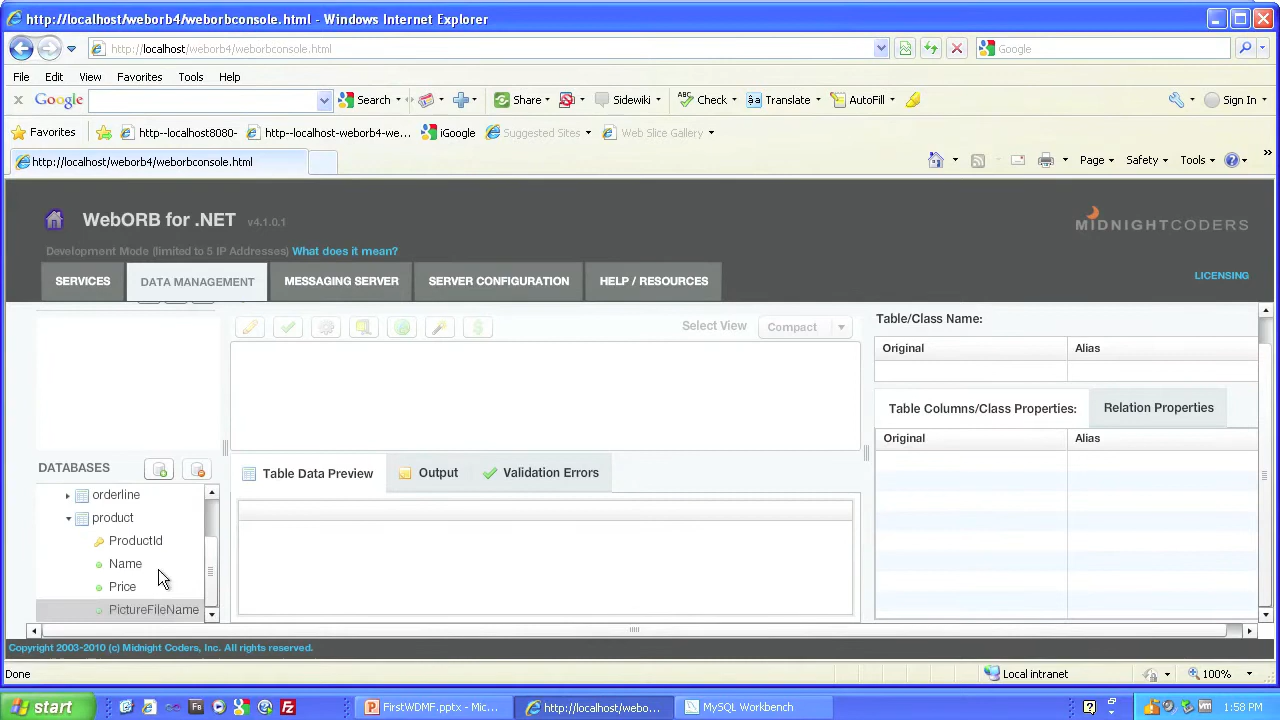 http://localhost/weborb4/weborbconsole.html - Windows Internet Explorer
http://localhost/weborb4/weborbconsole.html
Google
File Edit View Favorites Tools Help
Google Search Share Sidewiki Check Translate AutoFill Sign In
Favorites http--localhost8080- http--localhost-weborb4-we... iGoogle Suggested Sites Web Slice Gallery
http://localhost/weborb4/weborbconsole.html Page Safety Tools
WebORB for .NET v4.1.0.1
MIDNIGHTCODERS
Development Mode (limited to 5 IP Addresses) What does it mean?
SERVICES DATA MANAGEMENT MESSAGING SERVER SERVER CONFIGURATION HELP / RESOURCES
LICENSING
Select View Compact
Table/Class Name:
Original Alias
Table Columns/Class Properties: Relation Properties
Original Alias
DATABASES
Table Data Preview Output Validation Errors
orderline
product
ProductId
Name
Price
PictureFileName
Copyright 2003-2010 (c) Midnight Coders, Inc. All rights reserved.
Done Local intranet 100%
start FirstWDMF.pptx - Mic... http://localhost/webo... MySQL Workbench 1:58 PM